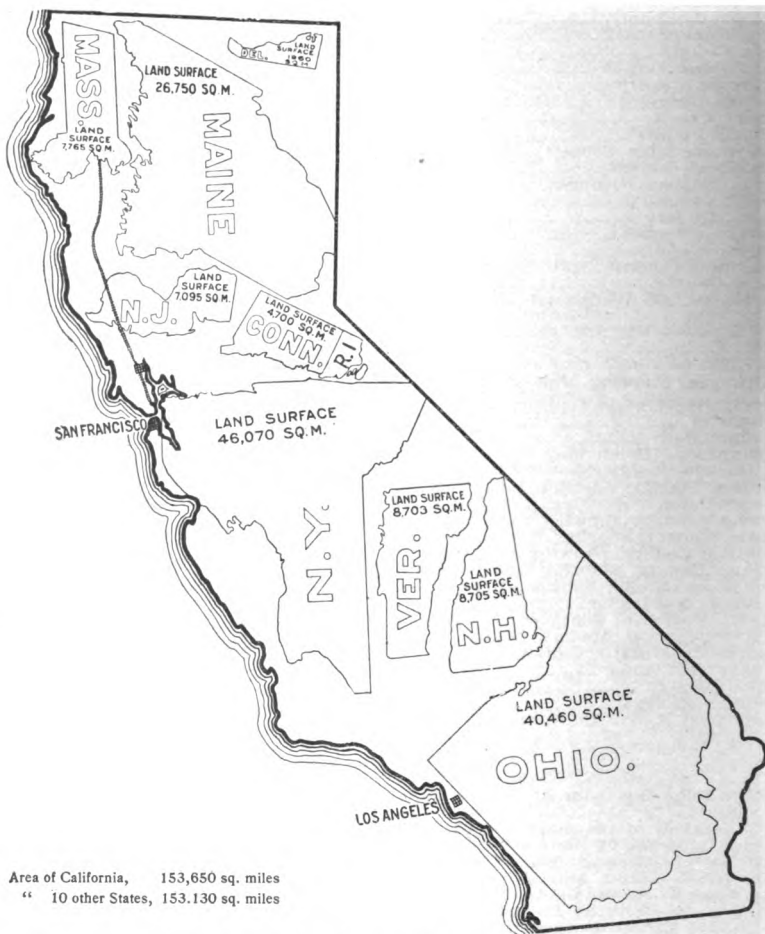 MASS.
LAND
SURFACE
7,765 SQ.M.
LAND SURFACE
26,750 SQ.M.
MAINE
DEL.
LAND
SURFACE
1960
SQ.M
N.J.
LAND
SURFACE
7,095 SQ.M.
LAND SURFACE
4,700 SQ.M.
CONN.
R.I
SAN FRANCISCO
LAND SURFACE
46,070 SQ.M.
N.Y.
LAND SURFACE
8,703 SQ.M.
VER.
LAND
SURFACE
8,705 SQ.M.
N.H.
LAND SURFACE
40,460 SQ.M.
OHIO.
LOS ANGELES
Area of California, 153,650 sq. miles
“ 10 other States, 153.130 sq. miles